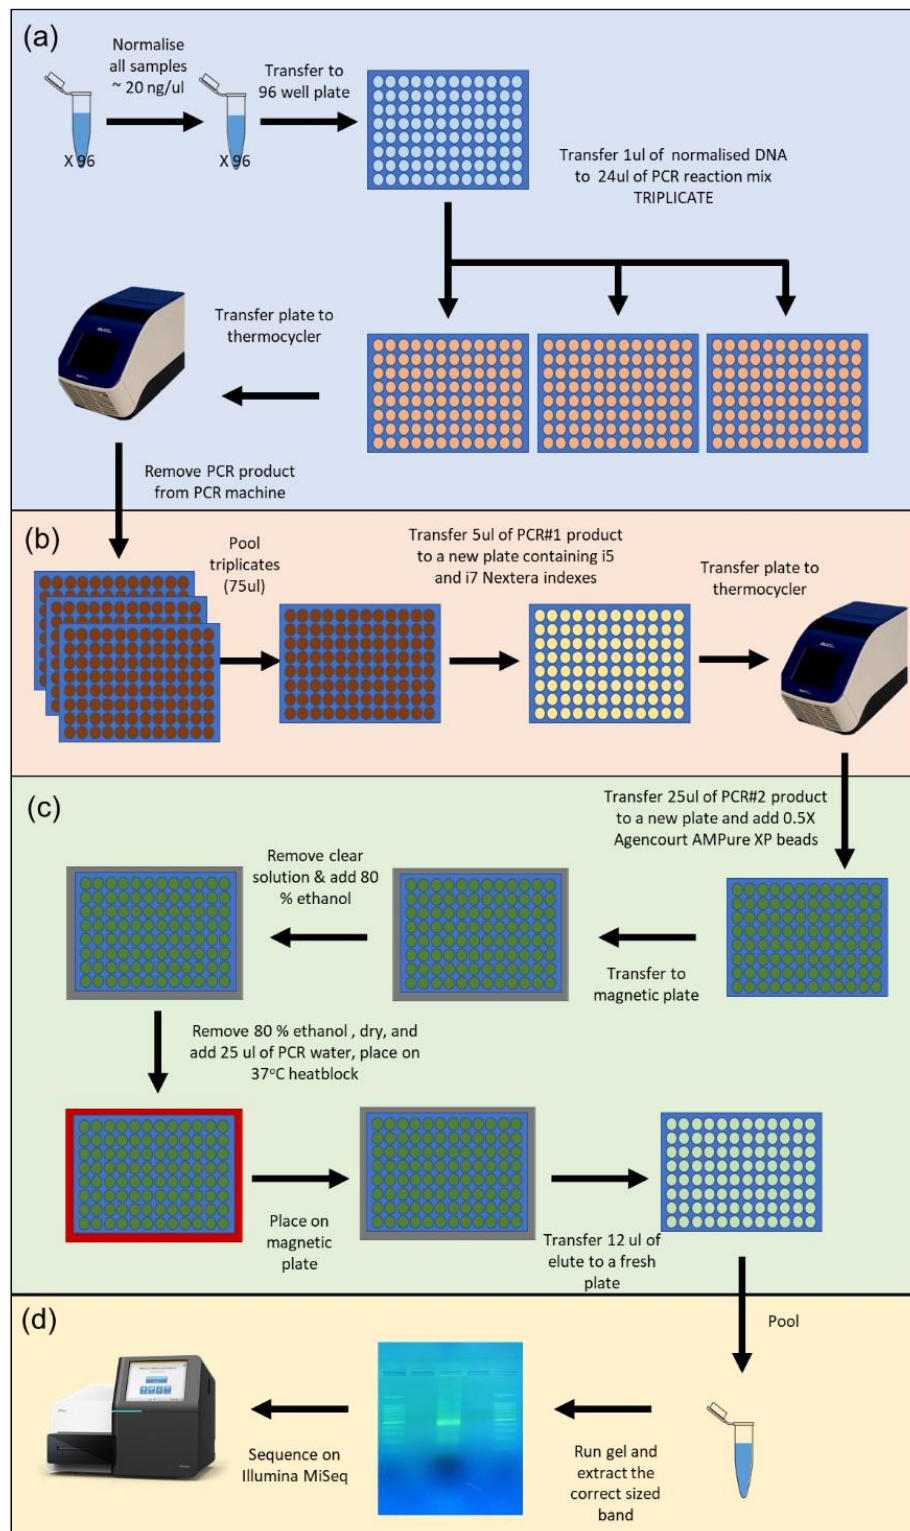 (a)
Normalise
all samples
~ 20 ng/ul
Transfer to
96 well plate
X 96
X 96
Transfer 1ul of normalised DNA
to 24ul of PCR reaction mix
TRIPLICATE
Transfer plate to
thermocycler
Remove PCR product
from PCR machine
(b)
Pool
triplicates
(75ul)
Transfer 5ul of PCR#1 product
to a new plate containing i5
and i7 Nextera indexes
Transfer plate to
thermocycler
(c)
Transfer 25ul of PCR#2 product
to a new plate and add 0.5X
Agencourt AMPure XP beads
Remove clear
solution & add 80
% ethanol
Transfer to
magnetic plate
Remove 80 % ethanol , dry, and
add 25 ul of PCR water, place on
37°C heatblock
Place on
magnetic
plate
Transfer 12 ul of
elute to a fresh
plate
(d)
Pool
Run gel and
extract the
correct sized
band
Sequence on
Illumina MiSeq